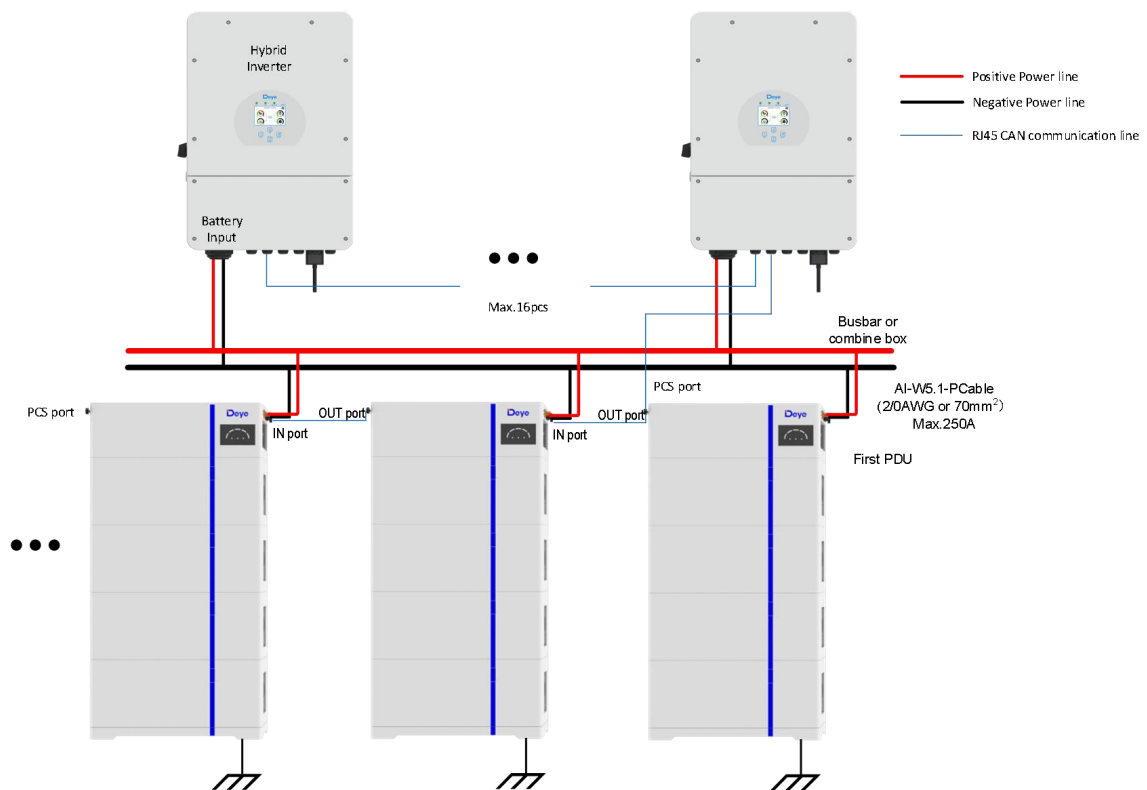 Hybrid
Inverter
Deye
Battery
Input
Deye
Positive Power line
Negative Power line
RJ45 CAN communication line
Max.16pcs
Busbar or
combine box
PCS port
AI-W5.1-PCable
(2/0AWG or 70mm²)
Max.250A
First PDU
PCS port
Deye
IN port
OUT port
Deye
IN port
OUT port
Deye